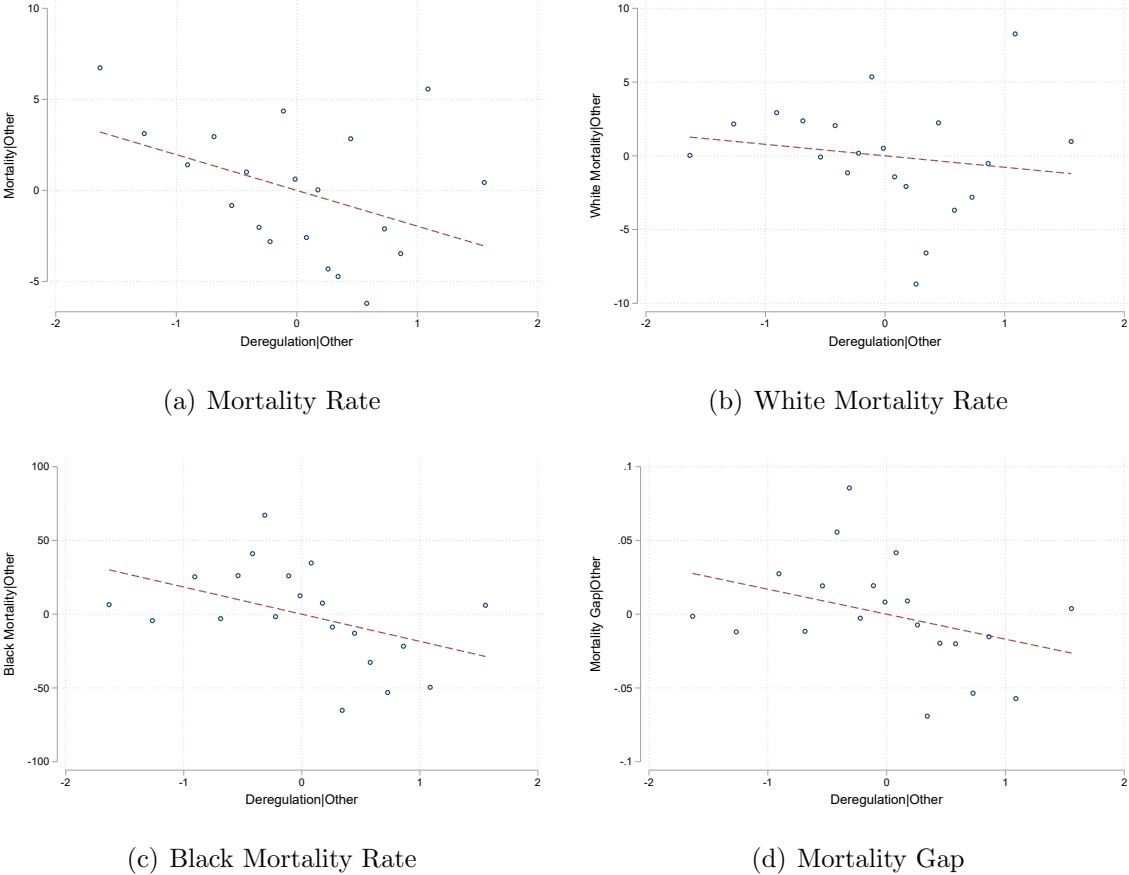 10
5
0
-5
Mortality|Other
-2 -1 0 1 2
Deregulation|Other
(a) Mortality Rate
10
5
0
-5
-10
White Mortality|Other
-2 -1 0 1 2
Deregulation|Other
(b) White Mortality Rate
100
50
0
-50
-100
Black Mortality|Other
-2 -1 0 1 2
Deregulation|Other
(c) Black Mortality Rate
.1
.05
0
-.05
-.1
Mortality Gap|Other
-2 -1 0 1 2
Deregulation|Other
(d) Mortality Gap